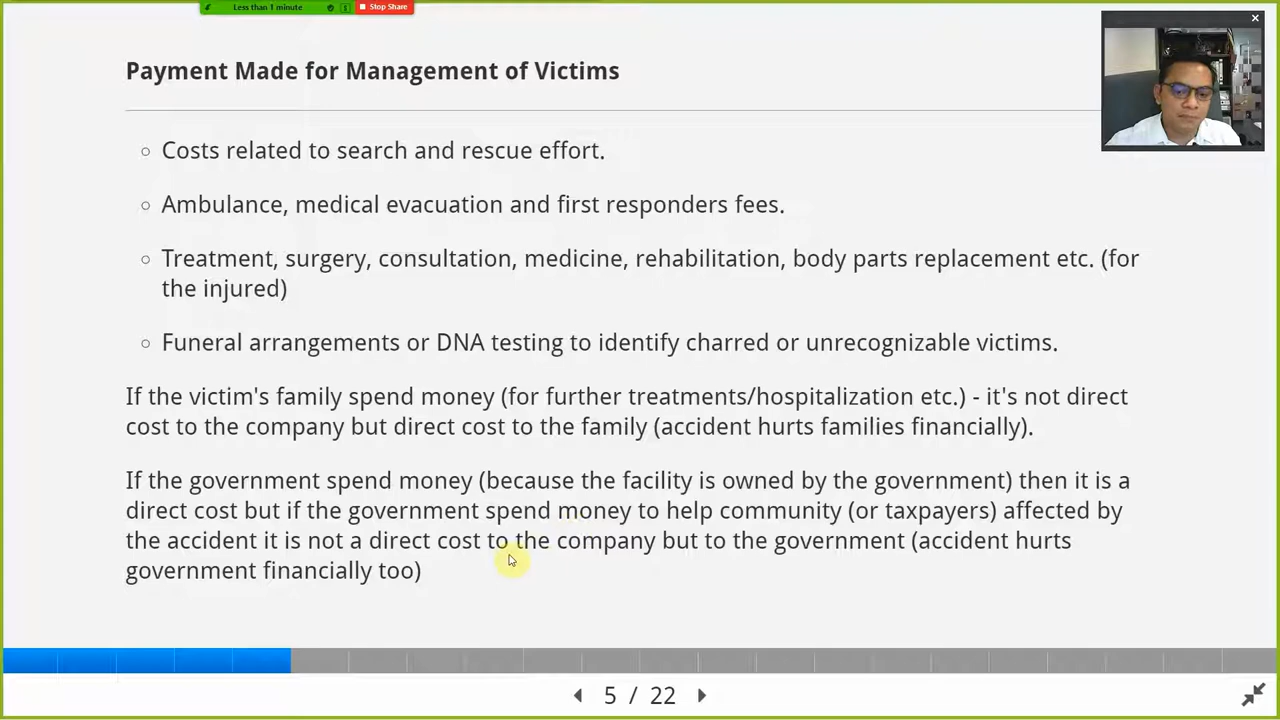 Less than 1 minute
1
Stop Share
Payment Made for Management of Victims
Costs related to search and rescue effort.
Ambulance, medical evacuation and first responders fees.
Treatment, surgery, consultation, medicine, rehabilitation, body parts replacement etc. (for
the injured)
Funeral arrangements or DNA testing to identify charred or unrecognizable victims.
If the victim's family spend money (for further treatments/hospitalization etc.) - it's not direct
cost to the company but direct cost to the family (accident hurts families financially).
If the government spend money (because the facility is owned by the government) then it is a
direct cost but if the government spend money to help community (or taxpayers) affected by
the accident it is not a direct cost to the company but to the government (accident hurts
government financially too)
5 / 22